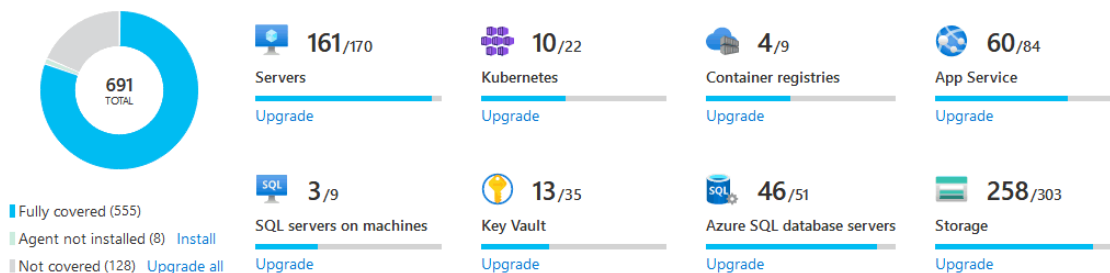 691
TOTAL
Fully covered (555)
Agent not installed (8) Install
Not covered (128) Upgrade all
161/170
Servers
Upgrade
10/22
Kubernetes
Upgrade
4/9
Container registries
Upgrade
60/84
App Service
Upgrade
SQL
3/9
SQL servers on machines
Upgrade
13/35
Key Vault
Upgrade
SQL
46/51
Azure SQL database servers
Upgrade
258/303
Storage
Upgrade